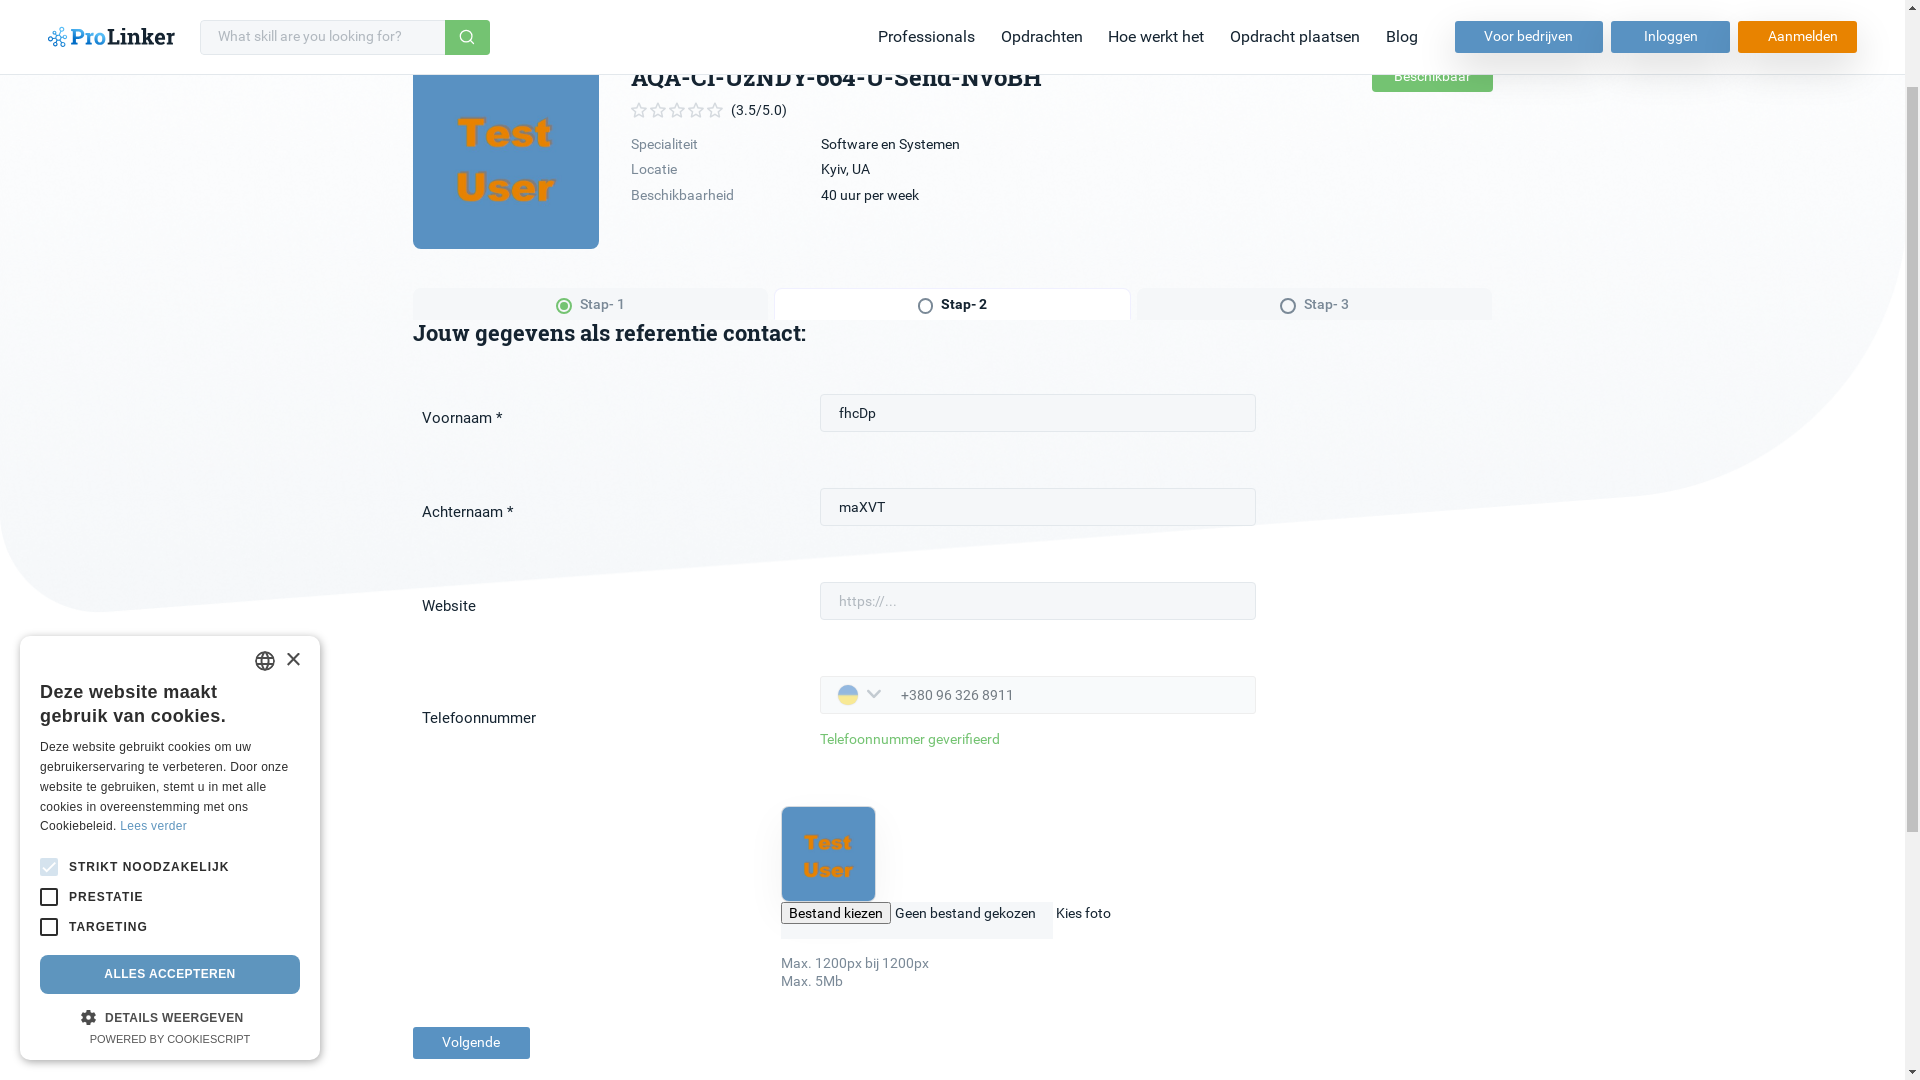 ProLinker
What skill are you looking for?
Professionals
Opdrachten
Hoe werkt het
Opdracht plaatsen
Blog
Voor bedrijven
Inloggen
Aanmelden
Test
User
AQA-CI-UzNDY-664-U-Send-NvoBH
Beschikbaar
(3.5/5.0)
Specialiteit Software en Systemen
Locatie Kyiv, UA
Beschikbaarheid 40 uur per week
Stap- 1
Stap- 2
Stap- 3
Jouw gegevens als referentie contact:
Voornaam * fhcDp
Achternaam * maXVT
Website https://...
Telefoonnummer +380 96 326 8911
Telefoonnummer geverifieerd
Test
User
Bestand kiezen Geen bestand gekozen Kies foto
Max. 1200px bij 1200px
Max. 5Mb
Volgende
×
Deze website maakt
gebruik van cookies.
Deze website gebruikt cookies om uw
gebruikerservaring te verbeteren. Door onze
website te gebruiken, stemt u in met alle
cookies in overeenstemming met ons
Cookiebeleid. Lees verder
STRIKT NOODZAKELIJK
PRESTATIE
TARGETING
ALLES ACCEPTEREN
DETAILS WEERGEVEN
POWERED BY COOKIESCRIPT